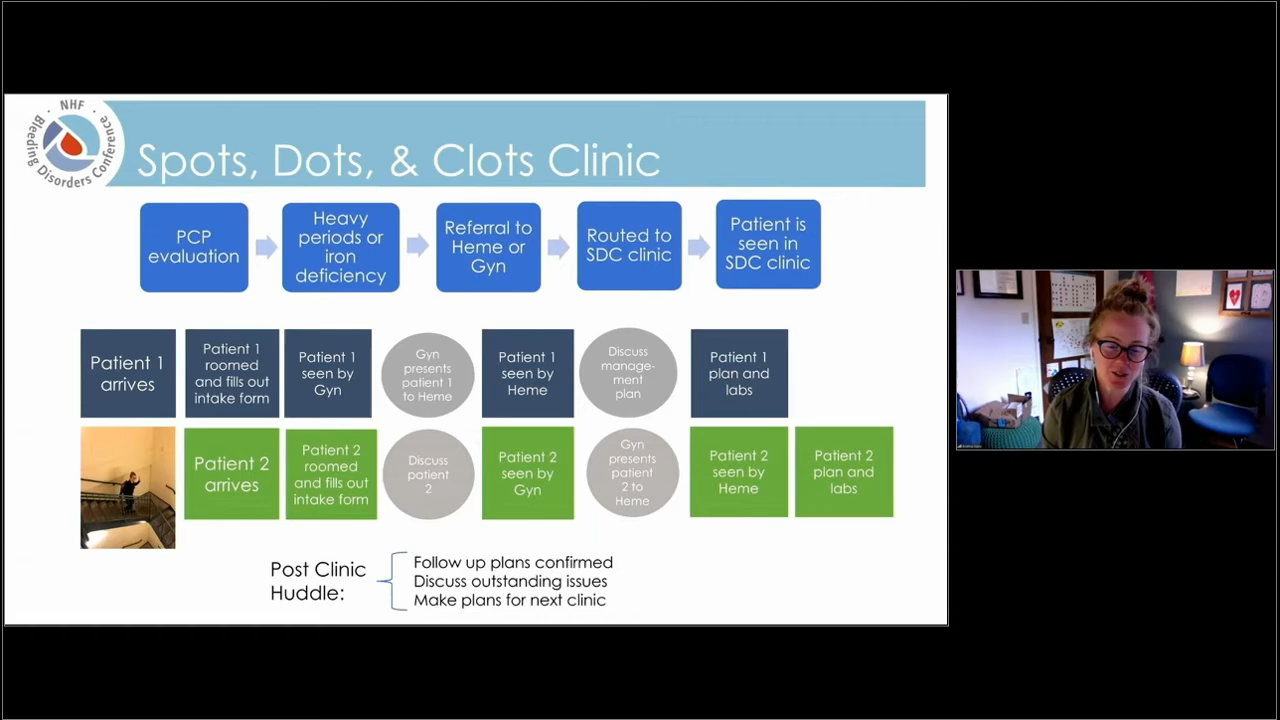 NHF
Bleeding Disorders Conference
Spots, Dots, & Clots Clinic
PCP
evaluation
Heavy
periods or
iron
deficiency
Referral to
Heme or
Gyn
Routed to
SDC clinic
Patient is
seen in
SDC clinic
Patient 1
arrives
Patient 1
roomed
and fills out
intake form
Patient 1
seen by
Gyn
Gyn
presents
patient 1
to Heme
Patient 1
seen by
Heme
Discuss
manage-
ment
plan
Patient 1
plan and
labs
Patient 2
arrives
Patient 2
roomed
and fills out
intake form
Discuss
patient
2
Patient 2
seen by
Gyn
Gyn
presents
patient
2 to
Heme
Patient 2
seen by
Heme
Patient 2
plan and
labs
Post Clinic
Huddle:
Follow up plans confirmed
Discuss outstanding issues
Make plans for next clinic